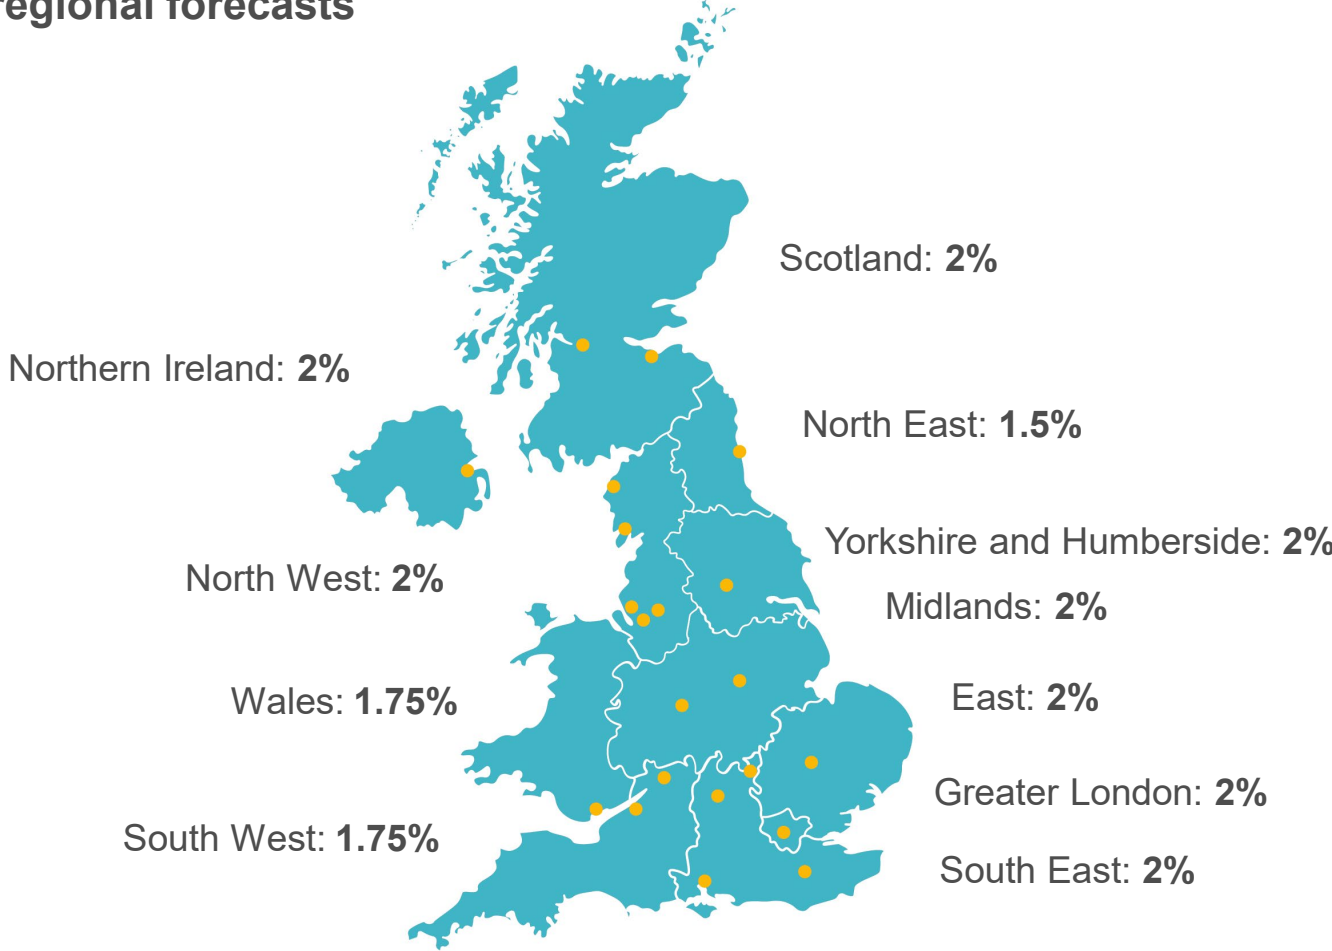 regional forecasts
Scotland: 2%
Northern Ireland: 2%
North East: 1.5%
Yorkshire and Humberside: 2%
North West: 2%
Midlands: 2%
Wales: 1.75%
East: 2%
Greater London: 2%
South West: 1.75%
South East: 2%